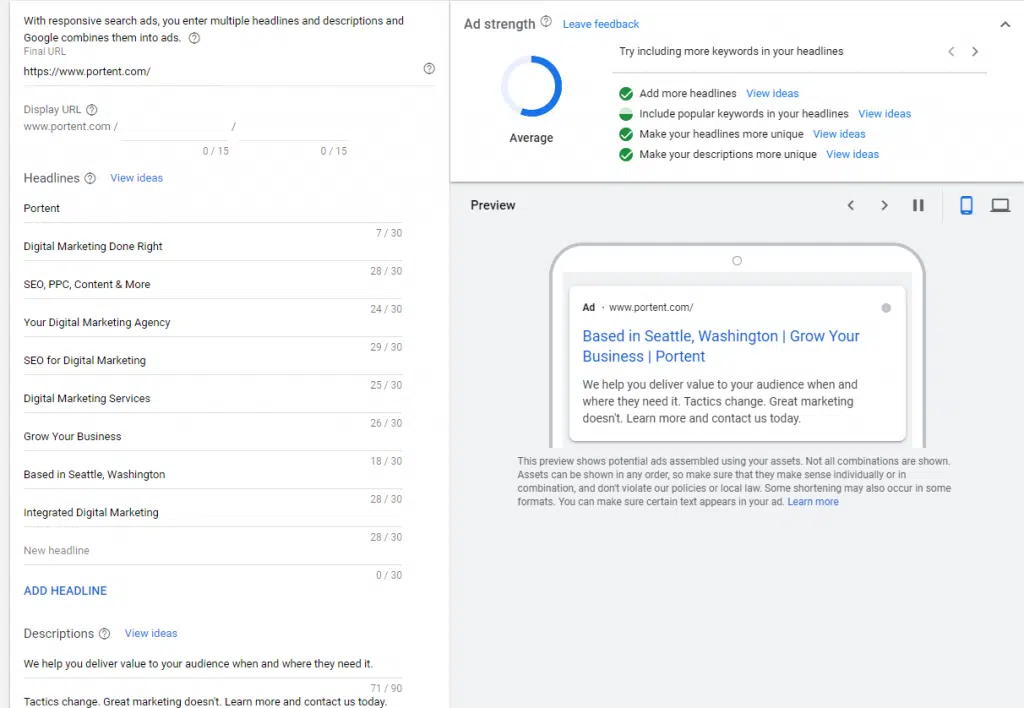 With responsive search ads, you enter multiple headlines and descriptions and
Google combines them into ads. ?
Final URL
https://www.portent.com/ ?
Display URL ?
www.portent.com / /
0 / 15 0 / 15
Headlines ? View ideas
Portent
7 / 30
Digital Marketing Done Right
28 / 30
SEO, PPC, Content & More
24 / 30
Your Digital Marketing Agency
29 / 30
SEO for Digital Marketing
25 / 30
Digital Marketing Services
26 / 30
Grow Your Business
18 / 30
Based in Seattle, Washington
28 / 30
Integrated Digital Marketing
28 / 30
New headline
0 / 30
ADD HEADLINE
Descriptions ? View ideas
We help you deliver value to your audience when and where they need it.
71 / 90
Tactics change. Great marketing doesn't. Learn more and contact us today.
Ad strength ? Leave feedback
Average
Try including more keywords in your headlines < >
Add more headlines View ideas
Include popular keywords in your headlines View ideas
Make your headlines more unique View ideas
Make your descriptions more unique View ideas
Preview
Ad · www.portent.com/
Based in Seattle, Washington | Grow Your
Business | Portent
We help you deliver value to your audience when and
where they need it. Tactics change. Great marketing
doesn't. Learn more and contact us today.
This preview shows potential ads assembled using your assets. Not all combinations are shown.
Assets can be shown in any order, so make sure that they make sense individually or in
combination, and don't violate our policies or local law. Some shortening may also occur in some
formats. You can make sure certain text appears in your ad. Learn more